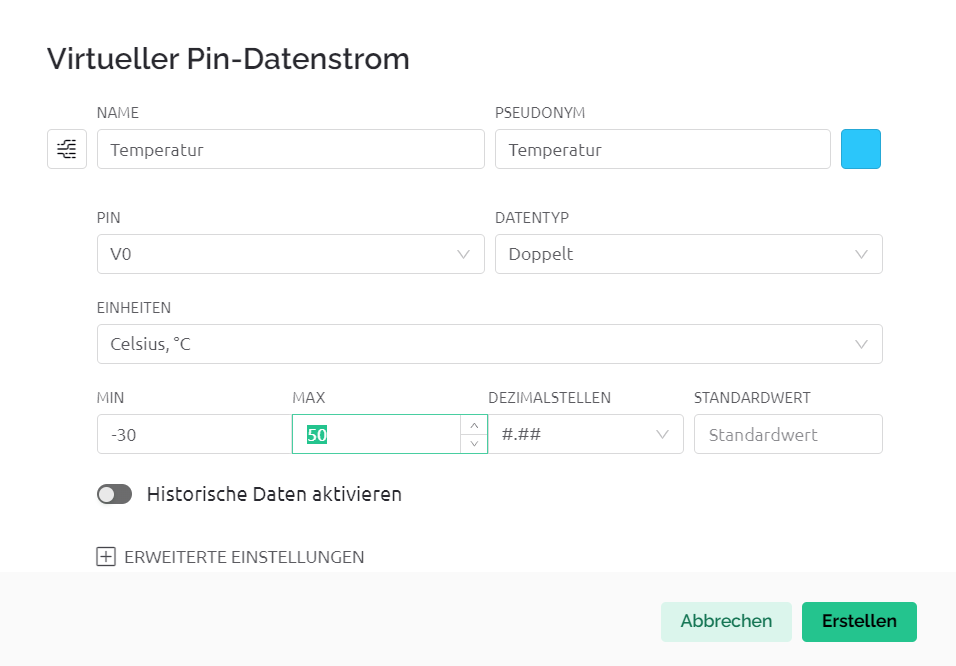 Virtueller Pin-Datenstrom
NAME PSEUDONYM
Temperatur Temperatur
PIN DATENTYP
V0 Doppelt
EINHEITEN
Celsius, °C
MIN MAX DEZIMALSTELLEN STANDARDWERT
-30 50 #.## Standardwert
Historische Daten aktivieren
ERWEITERTE EINSTELLUNGEN
Abbrechen Erstellen